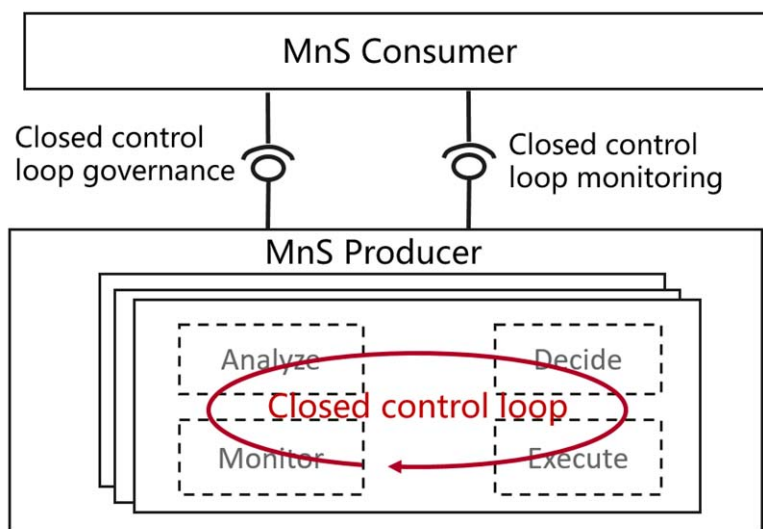 MnS Consumer
Closed control
loop governance
Closed control
loop monitoring
MnS Producer
Analyze
Decide
Closed control loop
Monitor
Execute